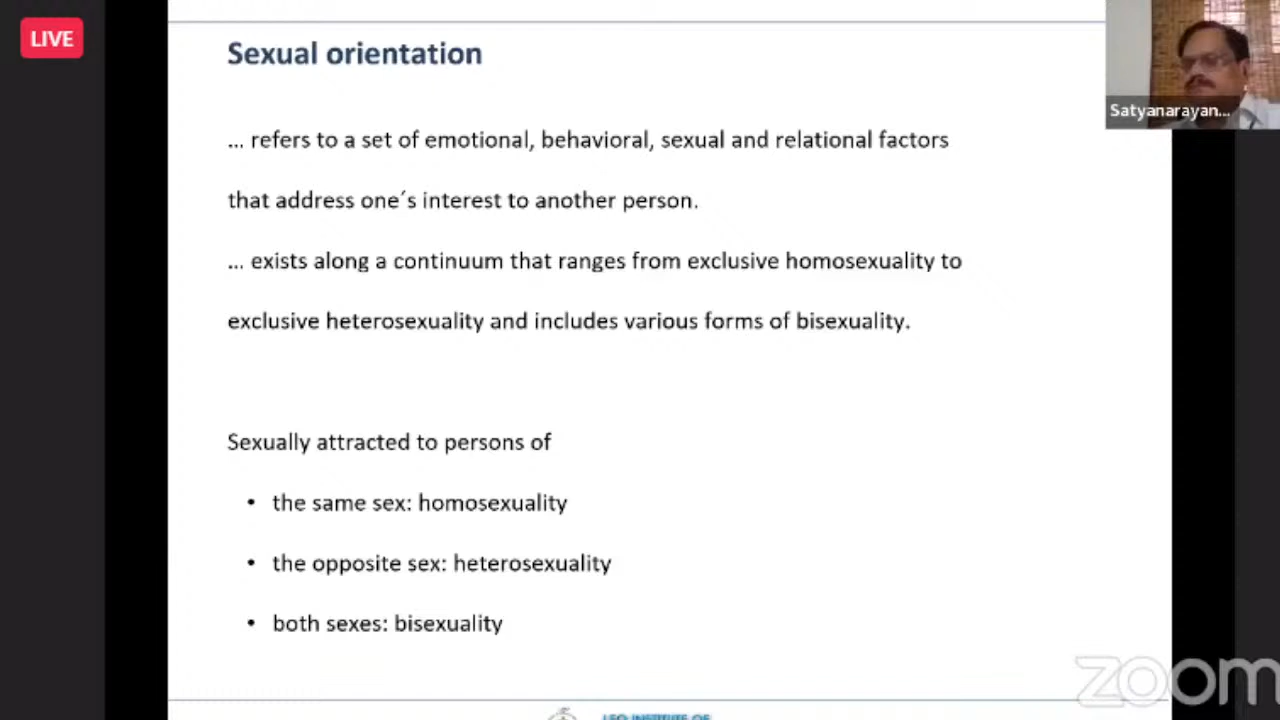 LIVE
Sexual orientation
Satyanarayan...
... refers to a set of emotional, behavioral, sexual and relational factors
that address one´s interest to another person.
... exists along a continuum that ranges from exclusive homosexuality to
exclusive heterosexuality and includes various forms of bisexuality.
Sexually attracted to persons of
• the same sex: homosexuality
• the opposite sex: heterosexuality
• both sexes: bisexuality
zoom
INSTITUTE OF